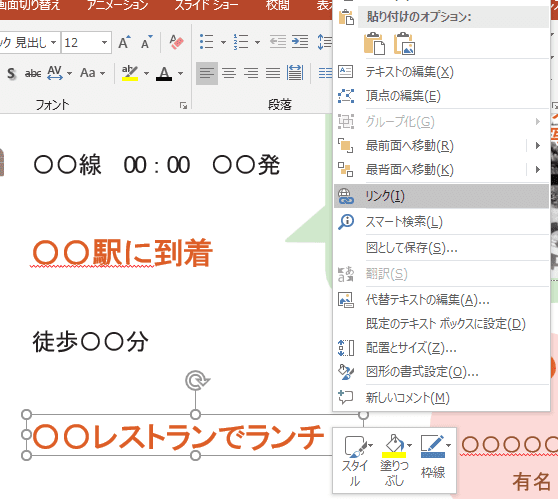 画面切り替え アニメーション スライド ショー 校閲
ック 見出し 12
フォント
段落
〇〇線 00：00 〇〇発
〇〇駅に到着
徒歩〇〇分
〇〇レストランでランチ
貼り付けのオプション:
テキストの編集(X)
頂点の編集(E)
グループ化(G)
最前面へ移動(R)
最背面へ移動(K)
リンク(I)
スマート検索(L)
図として保存(S)...
翻訳(S)
代替テキストの編集(A)...
既定のテキスト ボックスに設定(D)
配置とサイズ(Z)...
図形の書式設定(O)...
新しいコメント(M)
スタイル
塗りつぶし
枠線
〇〇〇〇〇
有名